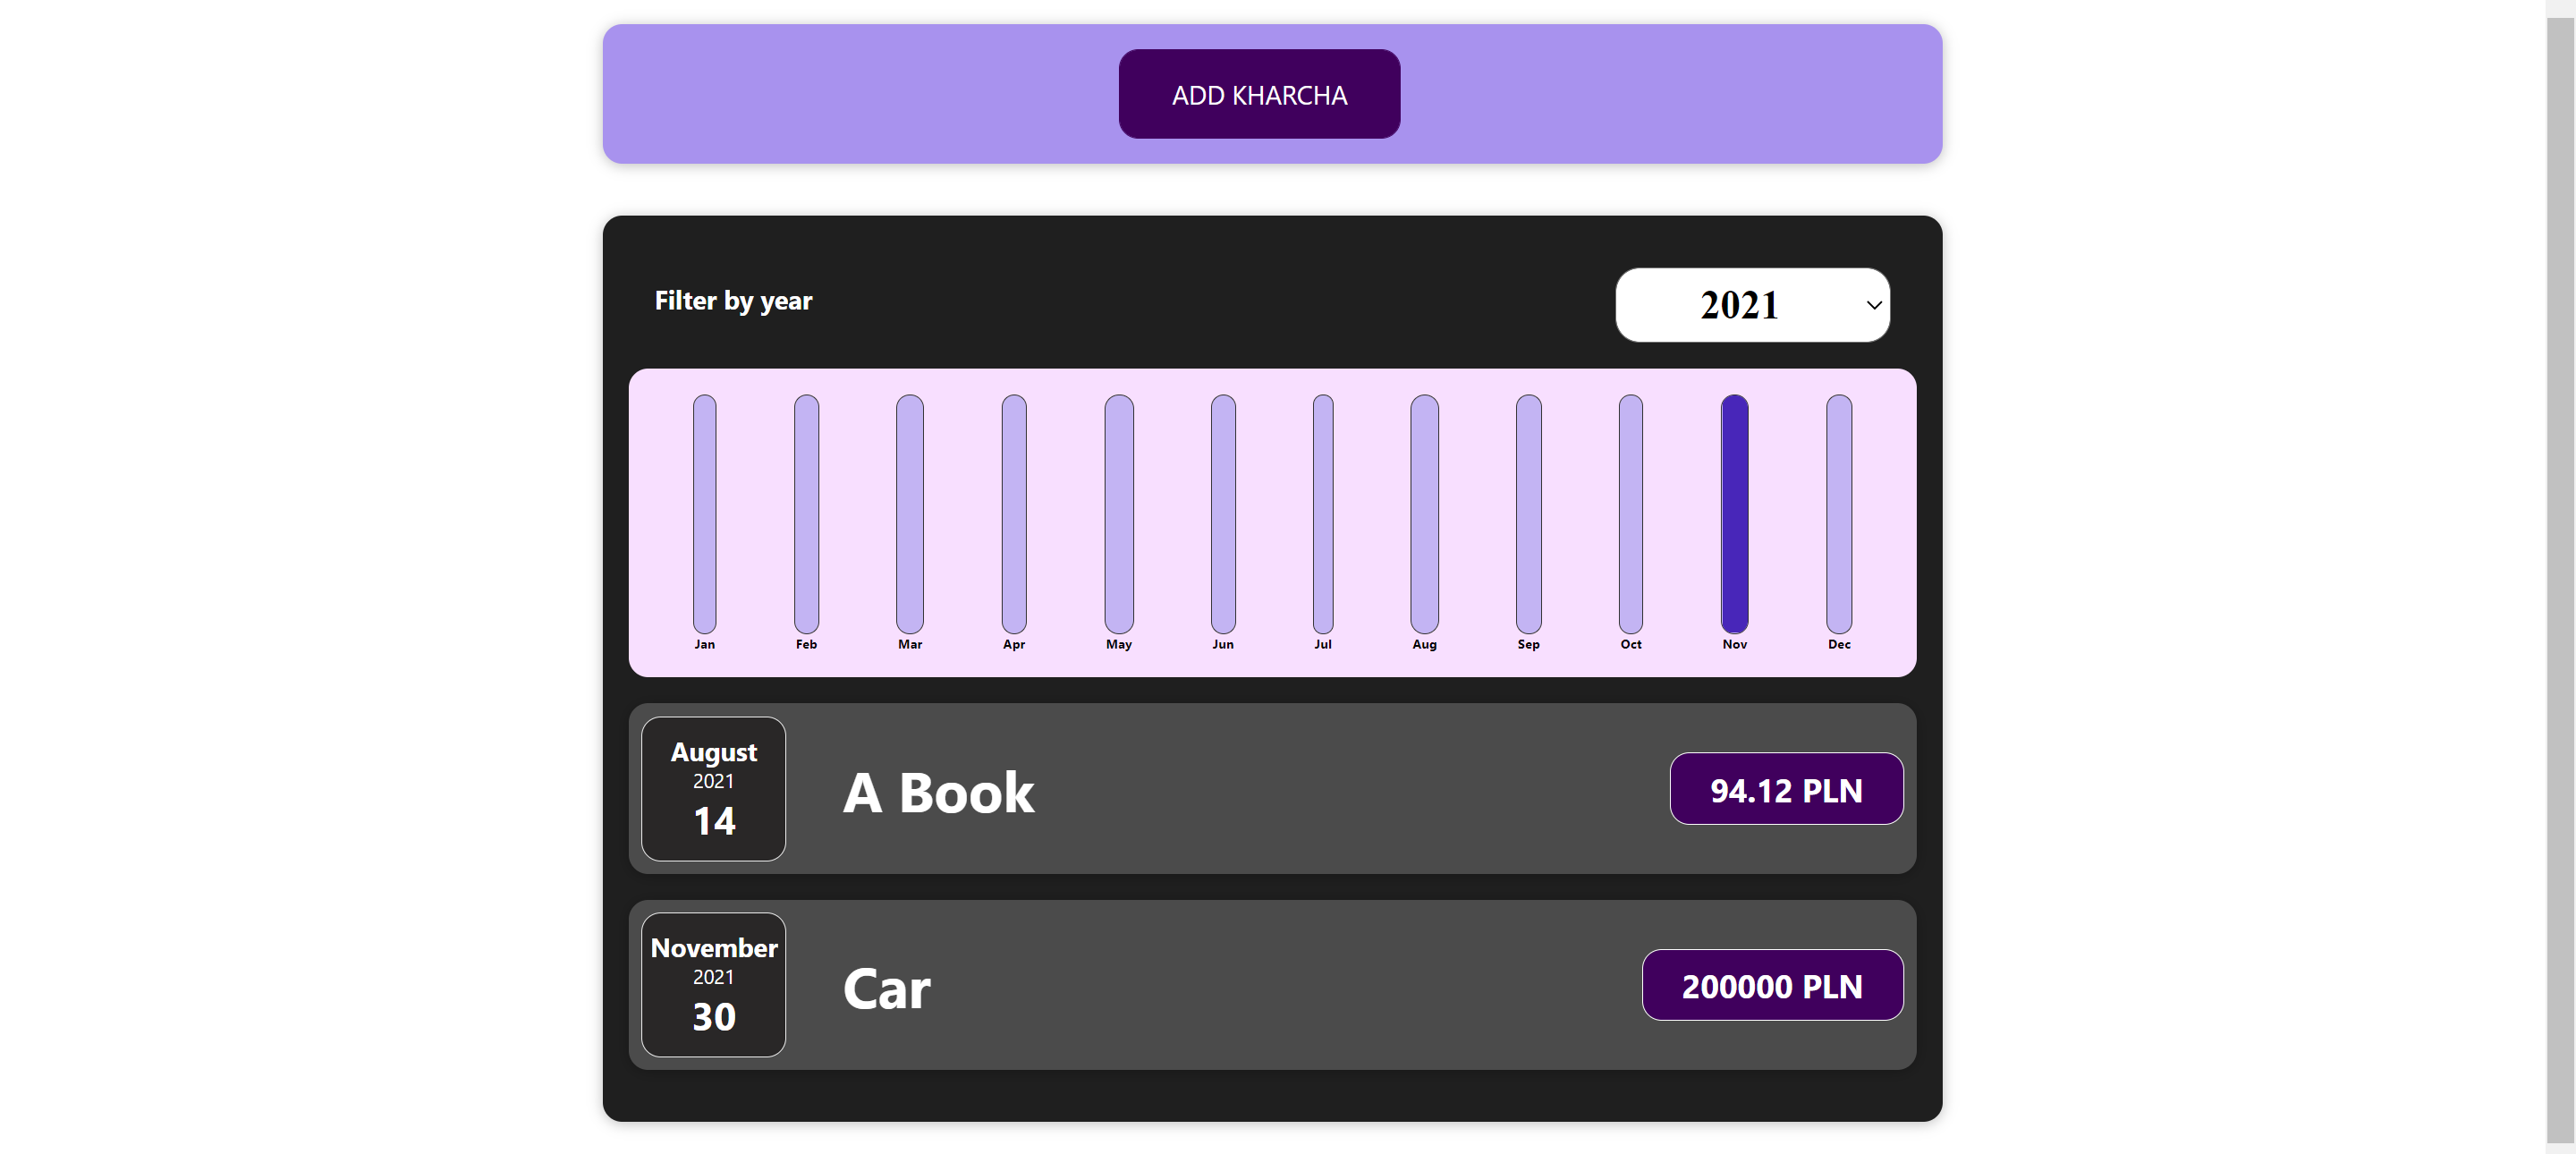 ADD KHARCHA
Filter by year
2021
Jan Feb Mar Apr May Jun Jul Aug Sep Oct Nov Dec
August
2021
14
A Book
94.12 PLN
November
2021
30
Car
200000 PLN